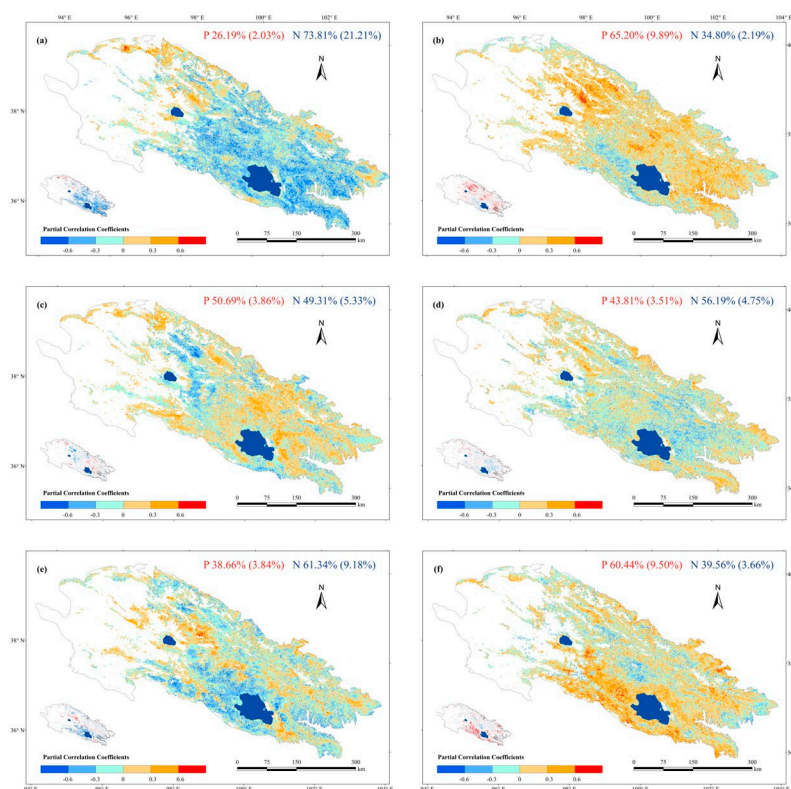 94° E 96° E 98° E 100° E 102° E
(a) P 26.19% (2.03%) N 73.81% (21.21%)
N
38° N
36° N
Partial Correlation Coefficients
-0.6 -0.3 0 0.3 0.6
0 75 150 300
km
96° E 98° E 100° E 102° E 104° E
(b) P 65.20% (9.89%) N 34.80% (2.19%)
N
Partial Correlation Coefficients
-0.6 -0.3 0 0.3 0.6
0 75 150 300
km
(c) P 50.69% (3.86%) N 49.31% (5.33%)
N
38° N
36° N
Partial Correlation Coefficients
-0.6 -0.3 0 0.3 0.6
0 75 150 300
km
(d) P 43.81% (3.51%) N 56.19% (4.75%)
N
Partial Correlation Coefficients
-0.6 -0.3 0 0.3 0.6
0 75 150 300
km
(e) P 38.66% (3.84%) N 61.34% (9.18%)
N
38° N
36° N
Partial Correlation Coefficients
-0.6 -0.3 0 0.3 0.6
0 75 150 300
km
(f) P 60.44% (9.50%) N 39.56% (3.66%)
N
Partial Correlation Coefficients
-0.6 -0.3 0 0.3 0.6
0 75 150 300
km